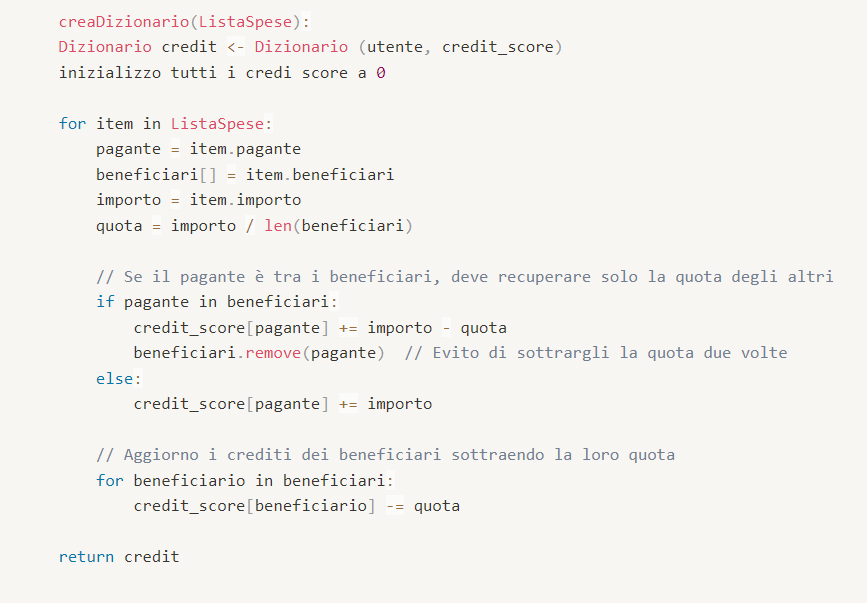 creaDizionario(ListaSpese):
Dizionario credit <- Dizionario (utente, credit_score)
inizializzo tutti i credi score a 0
for item in ListaSpese:
pagante = item.pagante
beneficiari[] = item.beneficiari
importo = item.importo
quota = importo / len(beneficiari)
// Se il pagante è tra i beneficiari, deve recuperare solo la quota degli altri
if pagante in beneficiari:
credit_score[pagante] += importo - quota
beneficiari.remove(pagante)  // Evito di sottrargli la quota due volte
else:
credit_score[pagante] += importo
// Aggiorno i crediti dei beneficiari sottraendo la loro quota
for beneficiario in beneficiari:
credit_score[beneficiario] -= quota
return credit